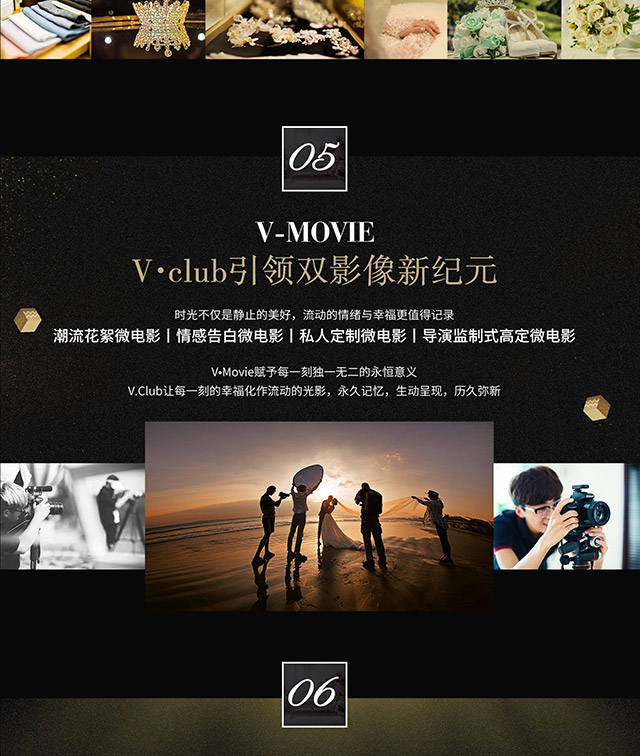 05
V-MOVIE
V·club引领双影像新纪元
时光不仅是静止的美好，流动的情绪与幸福更值得记录
潮流花絮微电影丨情感告白微电影丨私人定制微电影丨导演监制式高定微电影
V•Movie赋予每一刻独一无二的永恒意义
V.Club让每一刻的幸福化作流动的光影，永久记忆，生动呈现，历久弥新
06